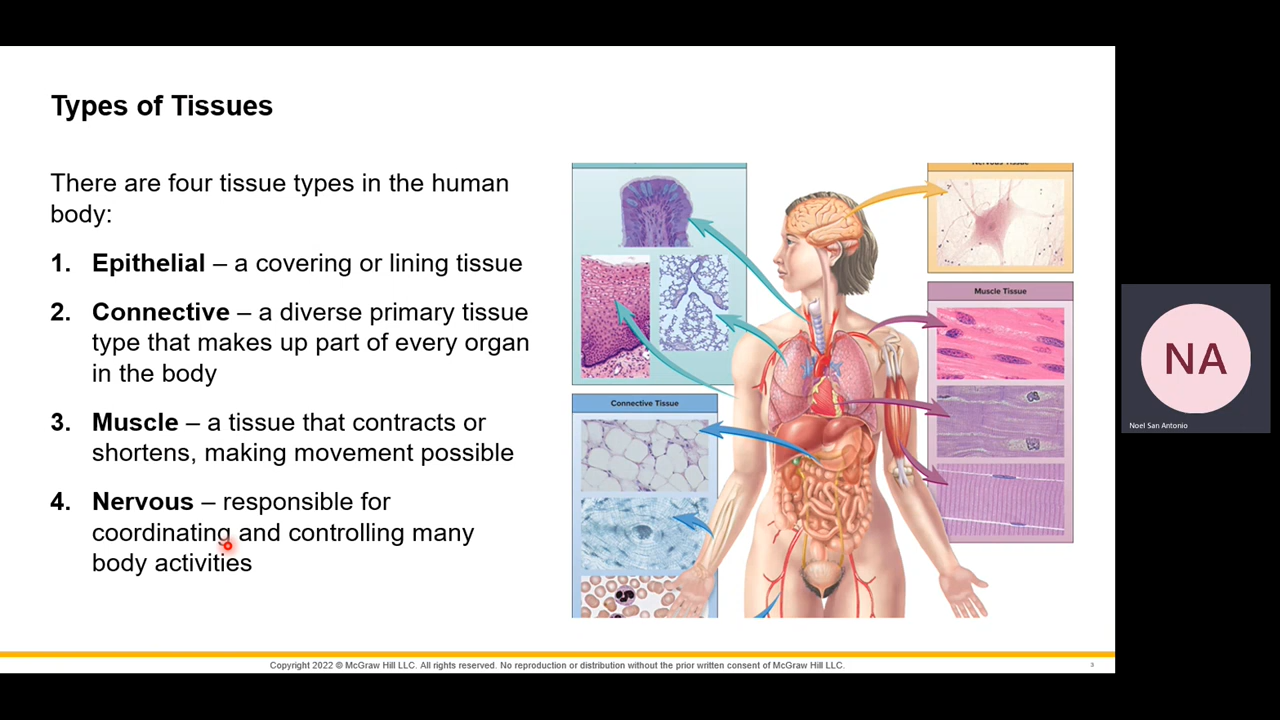 Types of Tissues
There are four tissue types in the human
body:
1. Epithelial – a covering or lining tissue
2. Connective – a diverse primary tissue
type that makes up part of every organ
in the body
3. Muscle – a tissue that contracts or
shortens, making movement possible
4. Nervous – responsible for
coordinating and controlling many
body activities
Nervous Tissue
Muscle Tissue
Connective Tissue
NA
Noel San Antonio
Copyright 2022 © McGraw Hill LLC. All rights reserved. No reproduction or distribution without the prior written consent of McGraw Hill LLC.
3